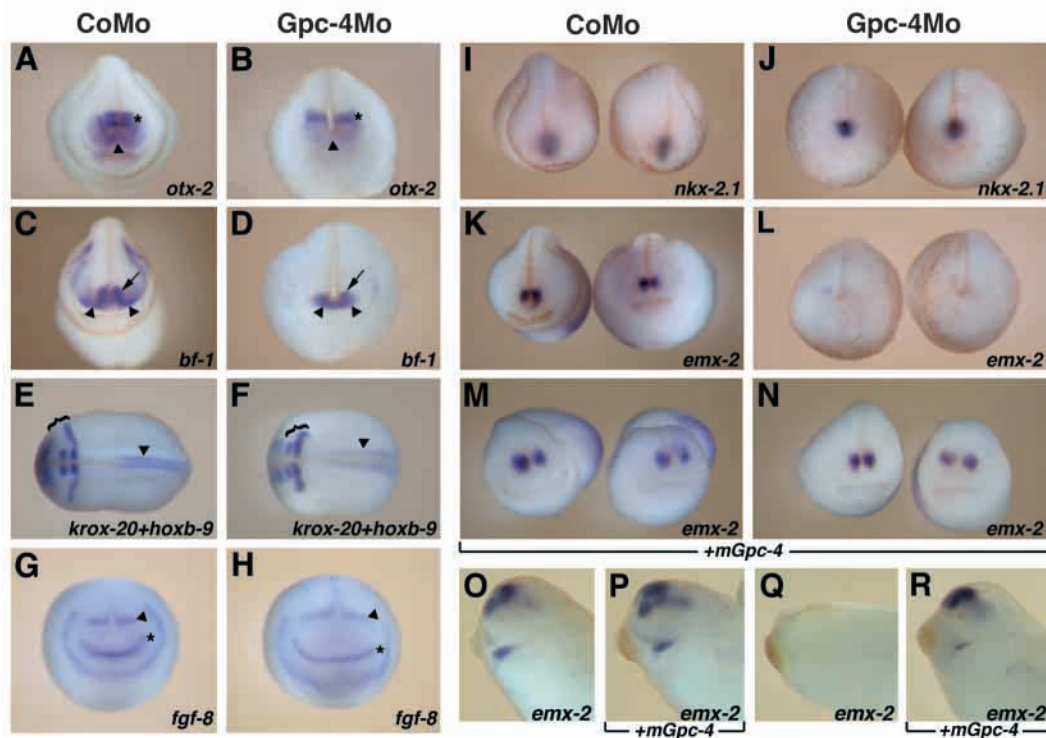 CoMo Gpc-4Mo CoMo Gpc-4Mo
A B I J
otx-2 otx-2 nkx-2.1 nkx-2.1
C D K L
bf-1 bf-1 emx-2 emx-2
E F M N
krox-20+hoxb-9 krox-20+hoxb-9 emx-2 emx-2
+mGpc-4
G H O P Q R
fgf-8 fgf-8 emx-2 emx-2 emx-2 emx-2
+mGpc-4 +mGpc-4